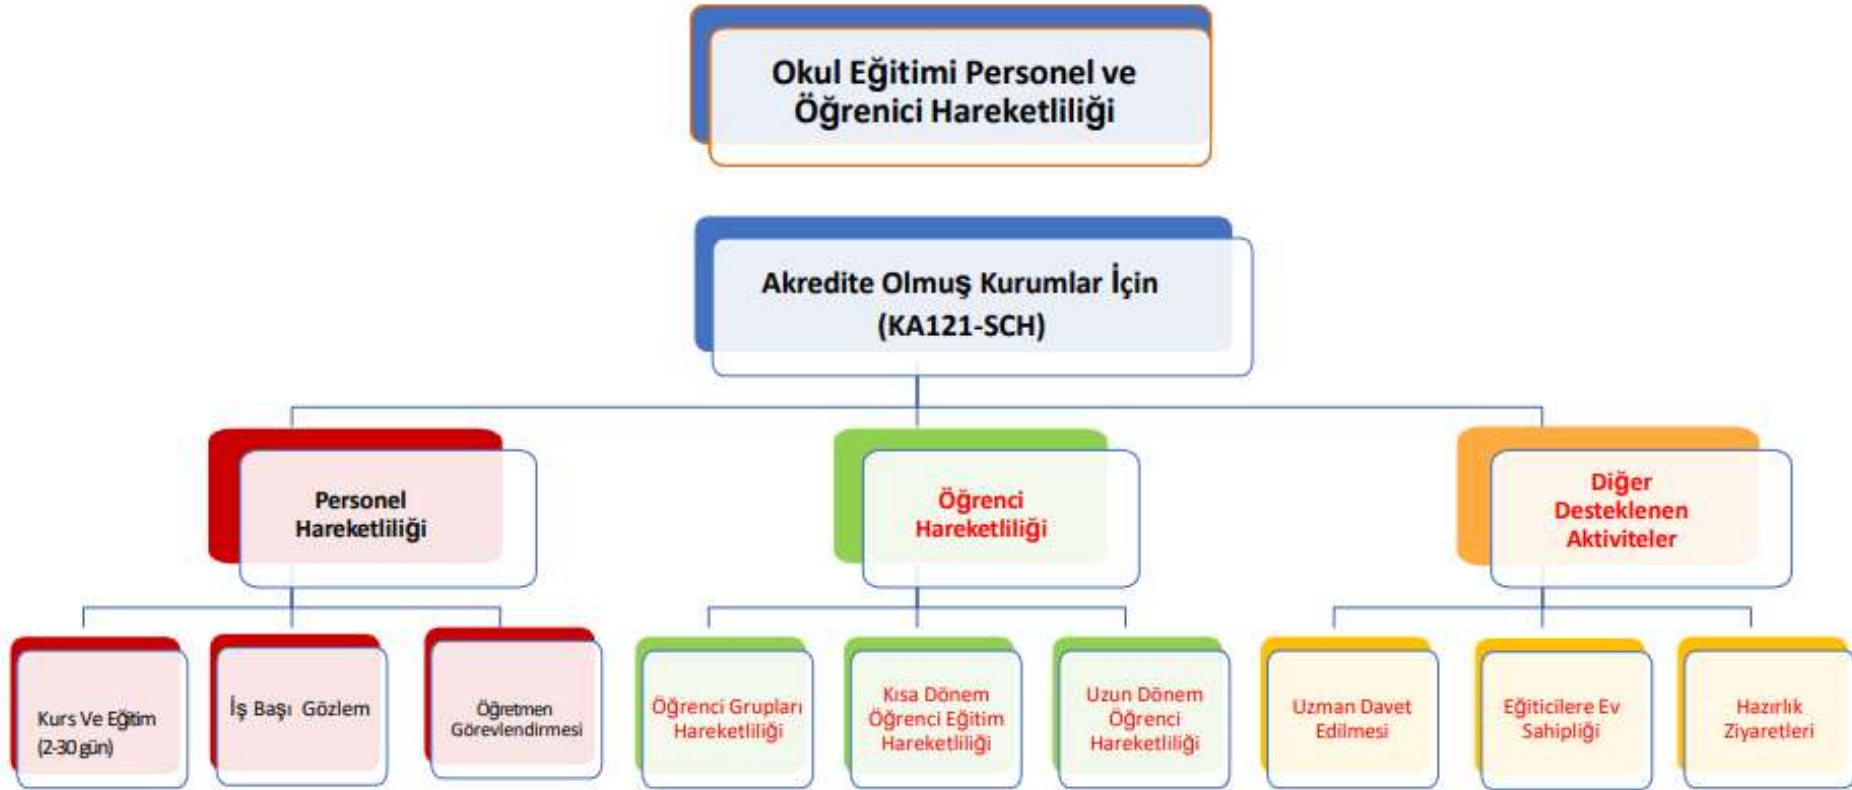 Okul Eğitimi Personel ve
Öğrenici Hareketliliği
Akredite Olmuş Kurumlar İçin
(KA121-SCH)
Personel
Hareketliliği
Öğrenci
Hareketliliği
Diğer
Desteklenen
Aktiviteler
Kurs Ve Eğitim
(2-30 gün)
İş Başı Gözlem
Öğretmen
Görevlendirmesi
Öğrenci Grupları
Hareketliliği
Kısa Dönem
Öğrenci Eğitim
Hareketliliği
Uzun Dönem
Öğrenci
Hareketliliği
Uzman Davet
Edilmesi
Eğiticilere Ev
Sahipliği
Hazırlık
Ziyaretleri